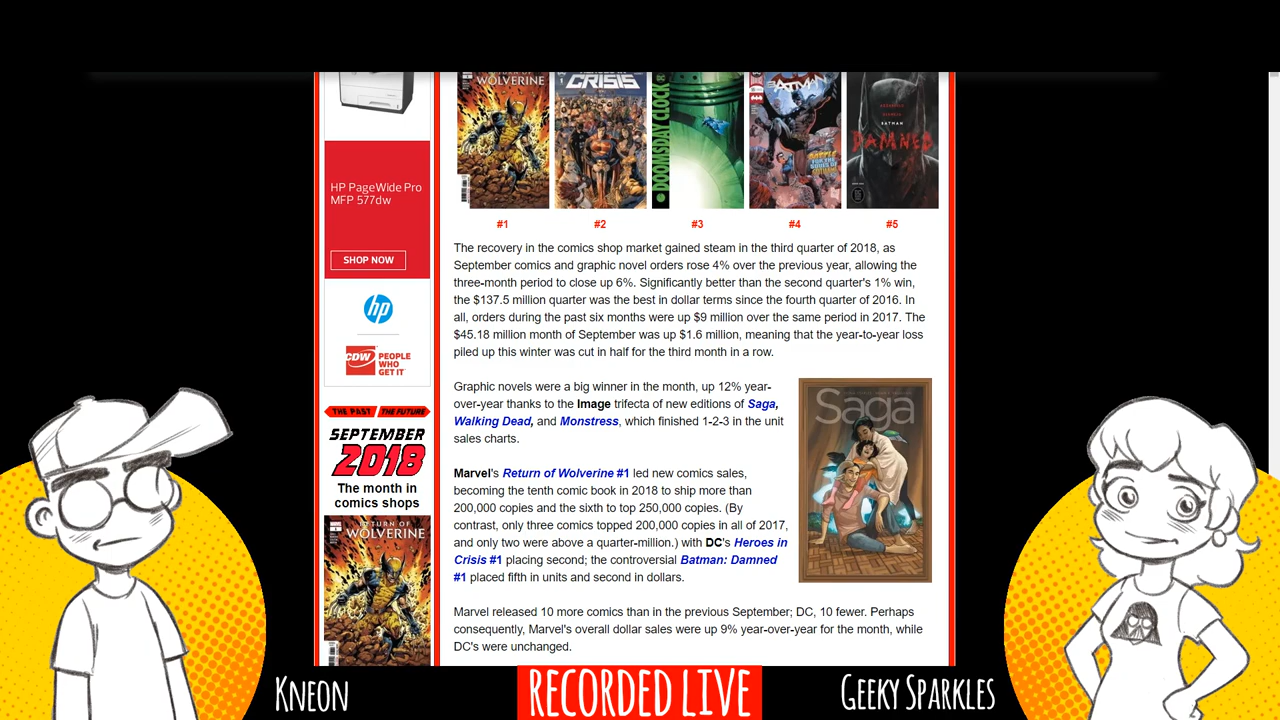 WOLVERINE
CRISIS
DOOMSDAY CLOCK
BATMAN
DAMNED
#1
#2
#3
#4
#5
HP PageWide Pro
MFP 577dw
SHOP NOW
hp
CDW PEOPLE
WHO
GET IT
THE PAST THE FUTURE
SEPTEMBER
2018
The month in
comics shops
RETURN OF
WOLVERINE
The recovery in the comics shop market gained steam in the third quarter of 2018, as
September comics and graphic novel orders rose 4% over the previous year, allowing the
three-month period to close up 6%. Significantly better than the second quarter's 1% win,
the $137.5 million quarter was the best in dollar terms since the fourth quarter of 2016. In
all, orders during the past six months were up $9 million over the same period in 2017. The
$45.18 million month of September was up $1.6 million, meaning that the year-to-year loss
piled up this winter was cut in half for the third month in a row.
Graphic novels were a big winner in the month, up 12% year-
over-year thanks to the Image trifecta of new editions of Saga,
Walking Dead, and Monstress, which finished 1-2-3 in the unit
sales charts.
Saga
Marvel's Return of Wolverine #1 led new comics sales,
becoming the tenth comic book in 2018 to ship more than
200,000 copies and the sixth to top 250,000 copies. (By
contrast, only three comics topped 200,000 copies in all of 2017,
and only two were above a quarter-million.) with DC's Heroes in
Crisis #1 placing second; the controversial Batman: Damned
#1 placed fifth in units and second in dollars.
Marvel released 10 more comics than in the previous September; DC, 10 fewer. Perhaps
consequently, Marvel's overall dollar sales were up 9% year-over-year for the month, while
DC's were unchanged.
KNEON
RECORDED LIVE
GEEKY SPARKLES